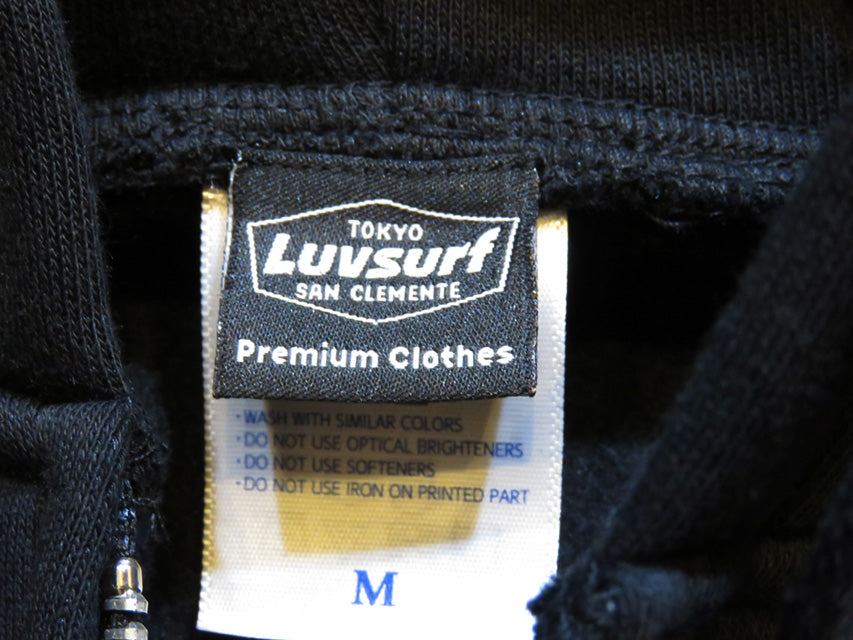 TOKYO
Luvsurf
SAN CLEMENTE
Premium Clothes
·WASH WITH SIMILAR COLORS
·DO NOT USE OPTICAL BRIGHTENERS
·DO NOT USE SOFTENERS
·DO NOT USE IRON ON PRINTED PART
M